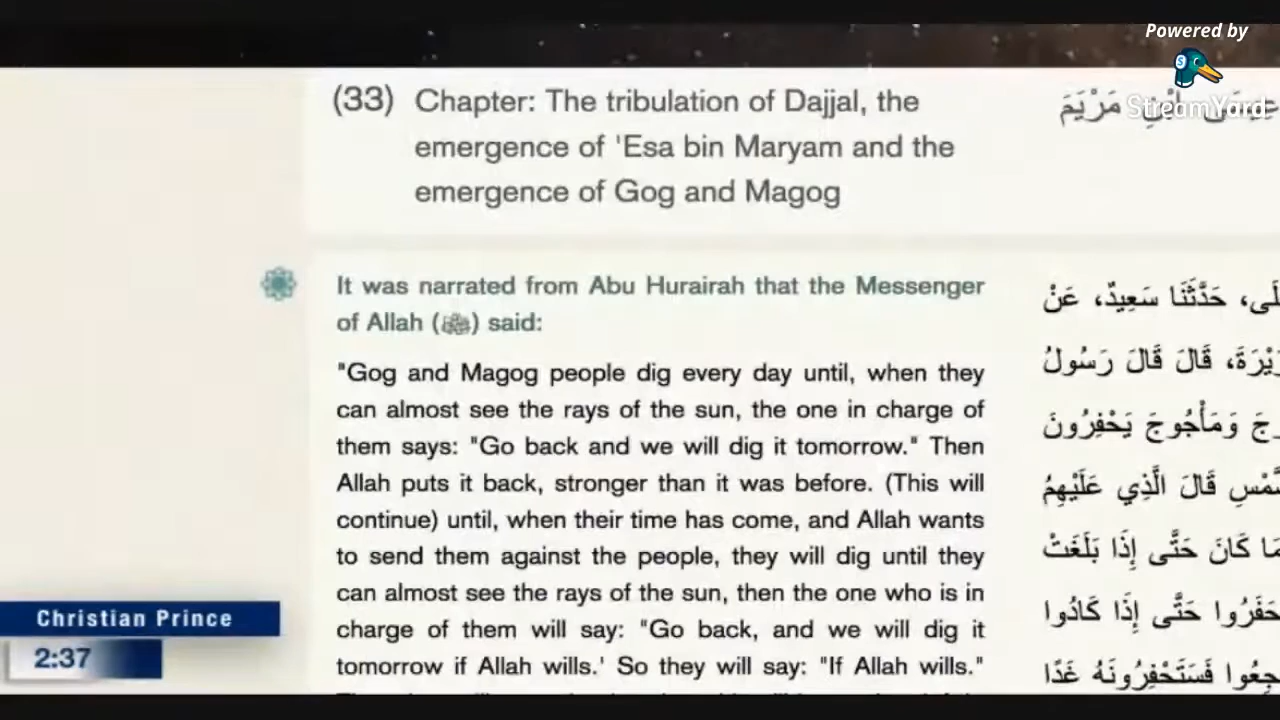 Powered by
StreamYard
(33) Chapter: The tribulation of Dajjal, the
emergence of 'Esa bin Maryam and the
emergence of Gog and Magog
مَرْيَمَ
It was narrated from Abu Hurairah that the Messenger
of Allah (ﷺ) said:
"Gog and Magog people dig every day until, when they
can almost see the rays of the sun, the one in charge of
them says: "Go back and we will dig it tomorrow." Then
Allah puts it back, stronger than it was before. (This will
continue) until, when their time has come, and Allah wants
to send them against the people, they will dig until they
can almost see the rays of the sun, then the one who is in
charge of them will say: "Go back, and we will dig it
tomorrow if Allah wills.' So they will say: "If Allah wills."
حَدَّثَنَا سَعِيدٌ، عَنْ
قَالَ قَالَ رَسُولُ
وَمَأْجُوجَ يَحْفِرُونَ
قَالَ الَّذِي عَلَيْهِمُ
كَانَ حَتَّى إِذَا بَلَغَتْ
حَفَرُوا حَتَّى إِذَا كَادُوا
فَسَتَحْفِرُونَهُ غَدًا
Christian Prince
2:37